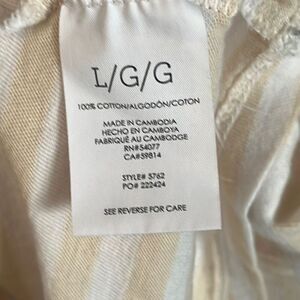 L/G/G
100% COTTON/ALGODÓN/COTON
MADE IN CAMBODIA
HECHO EN CAMBOYA
FABRIQUÉ AU CAMBODGE
RN#54077
CA#59814
STYLE# 5762
PO# 222424
SEE REVERSE FOR CARE